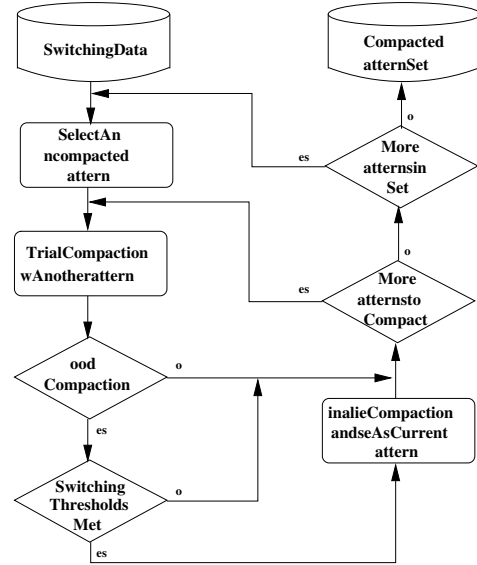 SwitchingData
Compacted
atternSet
SelectAn
ncompacted
attern
es
o
More
atternsin
Set
TrialCompaction
wAnotherattern
es
o
More
atternsto
Compact
ood
Compaction
o
es
inalieCompaction
andseAsCurrent
attern
Switching
Thresholds
Met
o
es